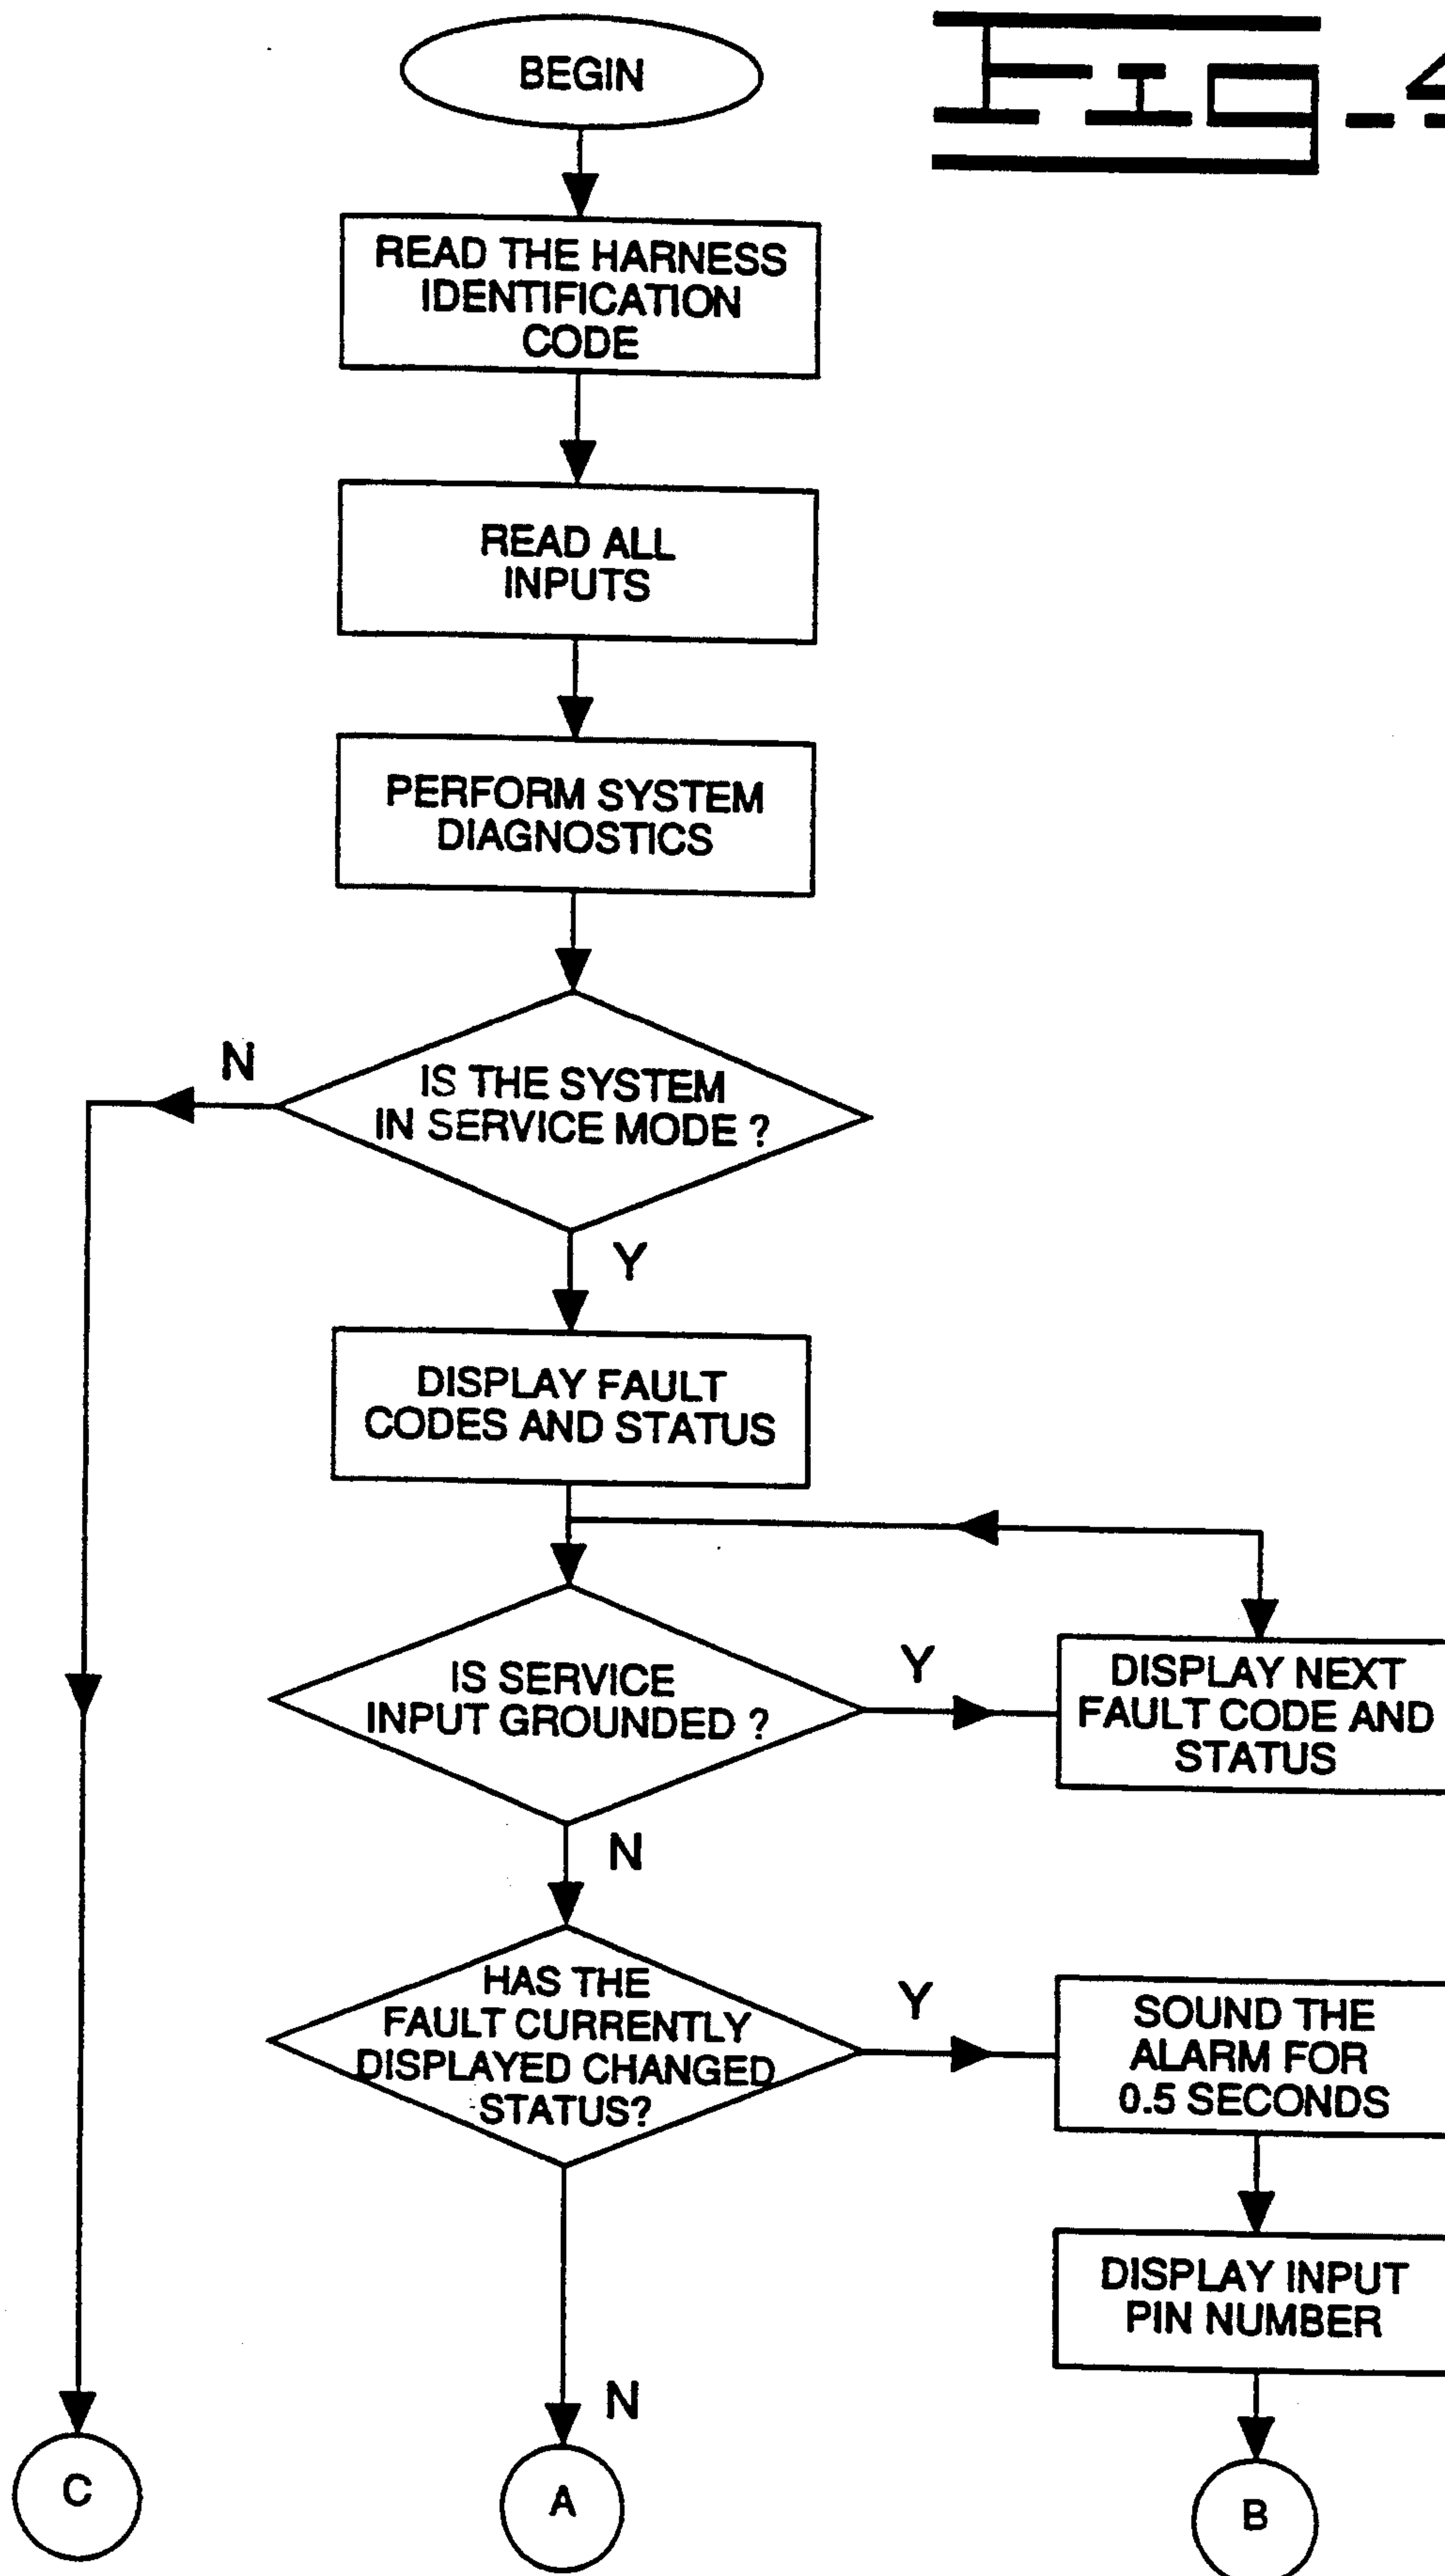 BEGIN
FIG-4
READ THE HARNESS
IDENTIFICATION
CODE
READ ALL
INPUTS
PERFORM SYSTEM
DIAGNOSTICS
N
IS THE SYSTEM
IN SERVICE MODE ?
Y
DISPLAY FAULT
CODES AND STATUS
IS SERVICE
INPUT GROUNDED ?
Y
DISPLAY NEXT
FAULT CODE AND
STATUS
N
HAS THE
FAULT CURRENTLY
DISPLAYED CHANGED
STATUS?
Y
SOUND THE
ALARM FOR
0.5 SECONDS
DISPLAY INPUT
PIN NUMBER
N
C
A
B